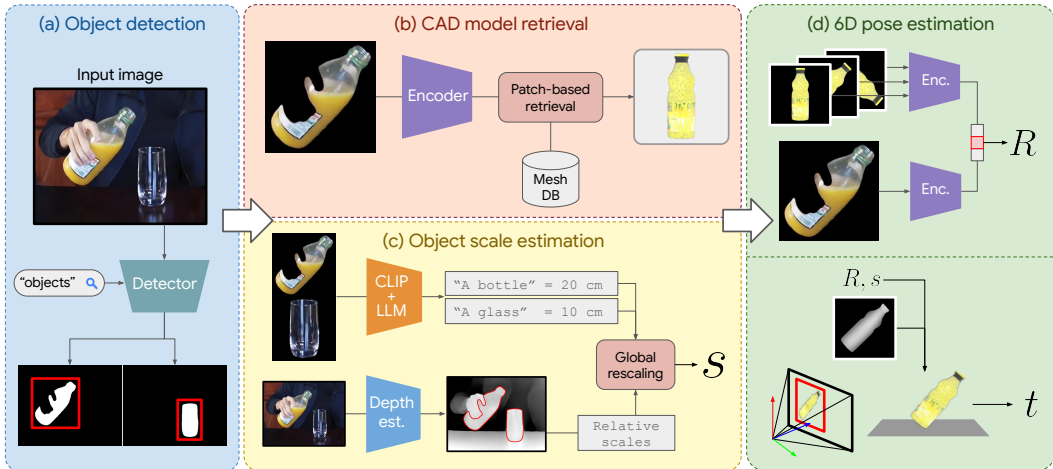 (a) Object detection
Input image
"objects"
Detector
(b) CAD model retrieval
Encoder
Patch-based
retrieval
Mesh
DB
(c) Object scale estimation
CLIP
+
LLM
"A bottle" = 20 cm
"A glass" = 10 cm
Global
rescaling
s
Depth
est.
Relative
scales
(d) 6D pose estimation
Enc.
R
Enc.
R, s
t